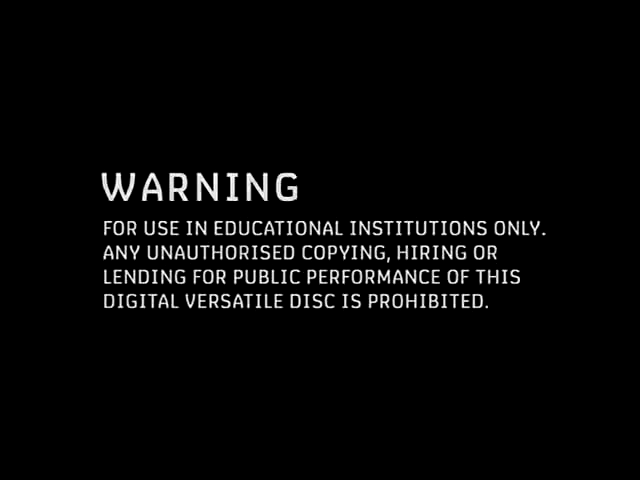 WARNING
FOR USE IN EDUCATIONAL INSTITUTIONS ONLY.
ANY UNAUTHORISED COPYING, HIRING OR
LENDING FOR PUBLIC PERFORMANCE OF THIS
DIGITAL VERSATILE DISC IS PROHIBITED.